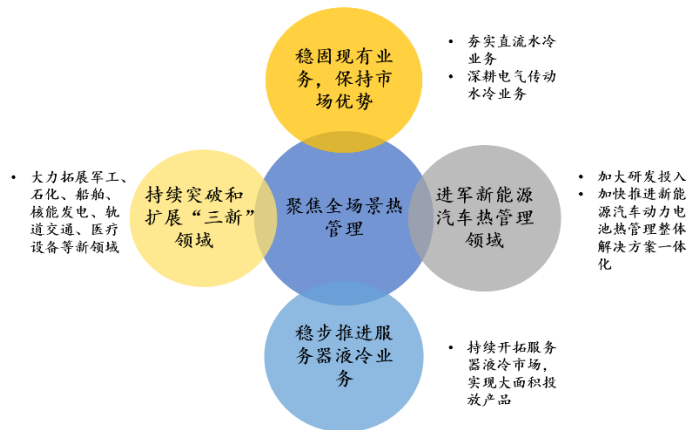 稳固现有业
务，保持市
场优势
• 夯实直流水冷
业务
• 深耕电气传动
水冷业务
• 大力拓展军工、
石化、船舶、
核能发电、轨
道交通、医疗
设备等新领域
持续突破和
扩展“三新”
领域
聚焦全场景热
管理
进军新能源
汽车热管理
领域
• 加大研发投入
• 加快推进新能
源汽车动力电
池热管理整体
解决方案一体
化
稳步推进服
务器液冷业
务
• 持续开拓服务
器液冷市场，
实现大面积投
放产品